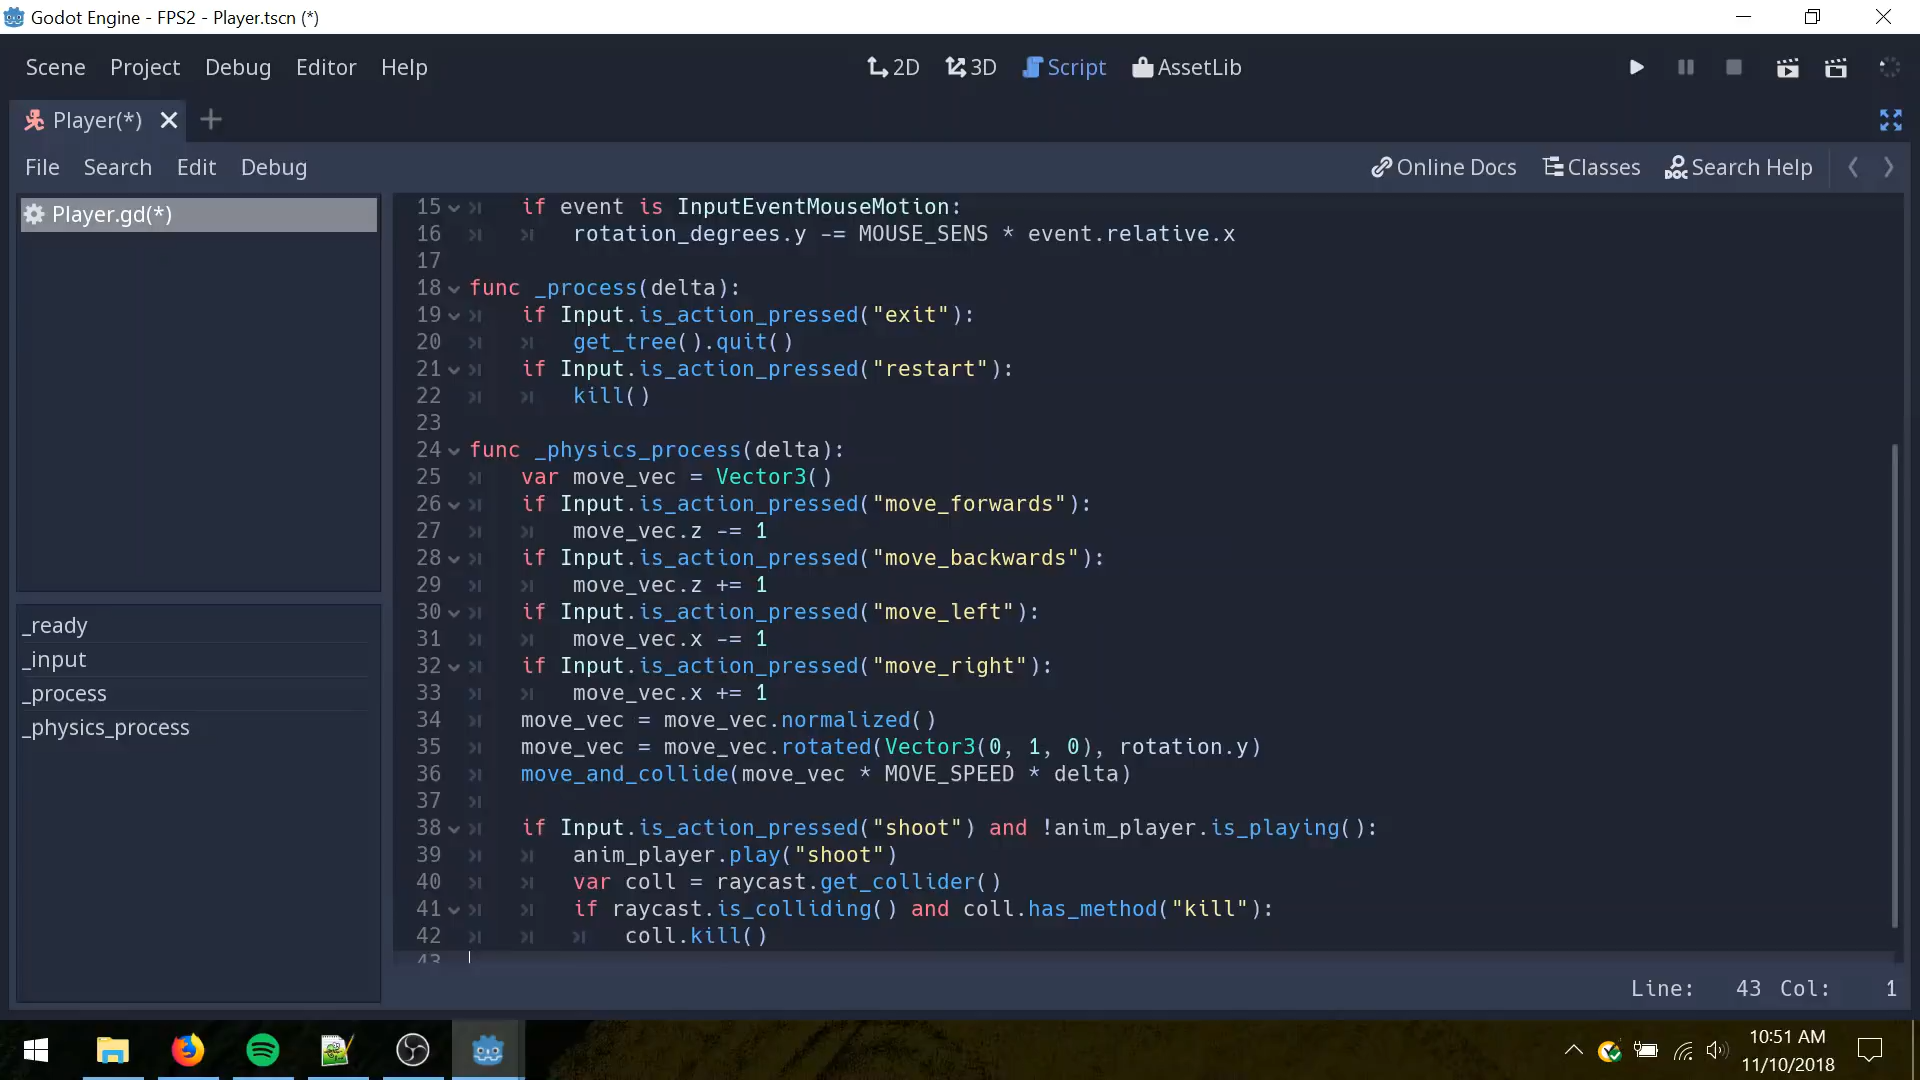 Godot Engine - FPS2 - Player.tscn (*)
Scene Project Debug Editor Help
2D 3D Script AssetLib
Player(*)
File Search Edit Debug
Online Docs Classes Search Help
Player.gd(*)
_ready
_input
_process
_physics_process
15 if event is InputEventMouseMotion:
16 rotation_degrees.y -= MOUSE_SENS * event.relative.x
17
18 func _process(delta):
19 if Input.is_action_pressed("exit"):
20 get_tree().quit()
21 if Input.is_action_pressed("restart"):
22 kill()
23
24 func _physics_process(delta):
25 var move_vec = Vector3()
26 if Input.is_action_pressed("move_forwards"):
27 move_vec.z -= 1
28 if Input.is_action_pressed("move_backwards"):
29 move_vec.z += 1
30 if Input.is_action_pressed("move_left"):
31 move_vec.x -= 1
32 if Input.is_action_pressed("move_right"):
33 move_vec.x += 1
34 move_vec = move_vec.normalized()
35 move_vec = move_vec.rotated(Vector3(0, 1, 0), rotation.y)
36 move_and_collide(move_vec * MOVE_SPEED * delta)
37
38 if Input.is_action_pressed("shoot") and !anim_player.is_playing():
39 anim_player.play("shoot")
40 var coll = raycast.get_collider()
41 if raycast.is_colliding() and coll.has_method("kill"):
42 coll.kill()
43
Line: 43 Col: 1
10:51 AM
11/10/2018